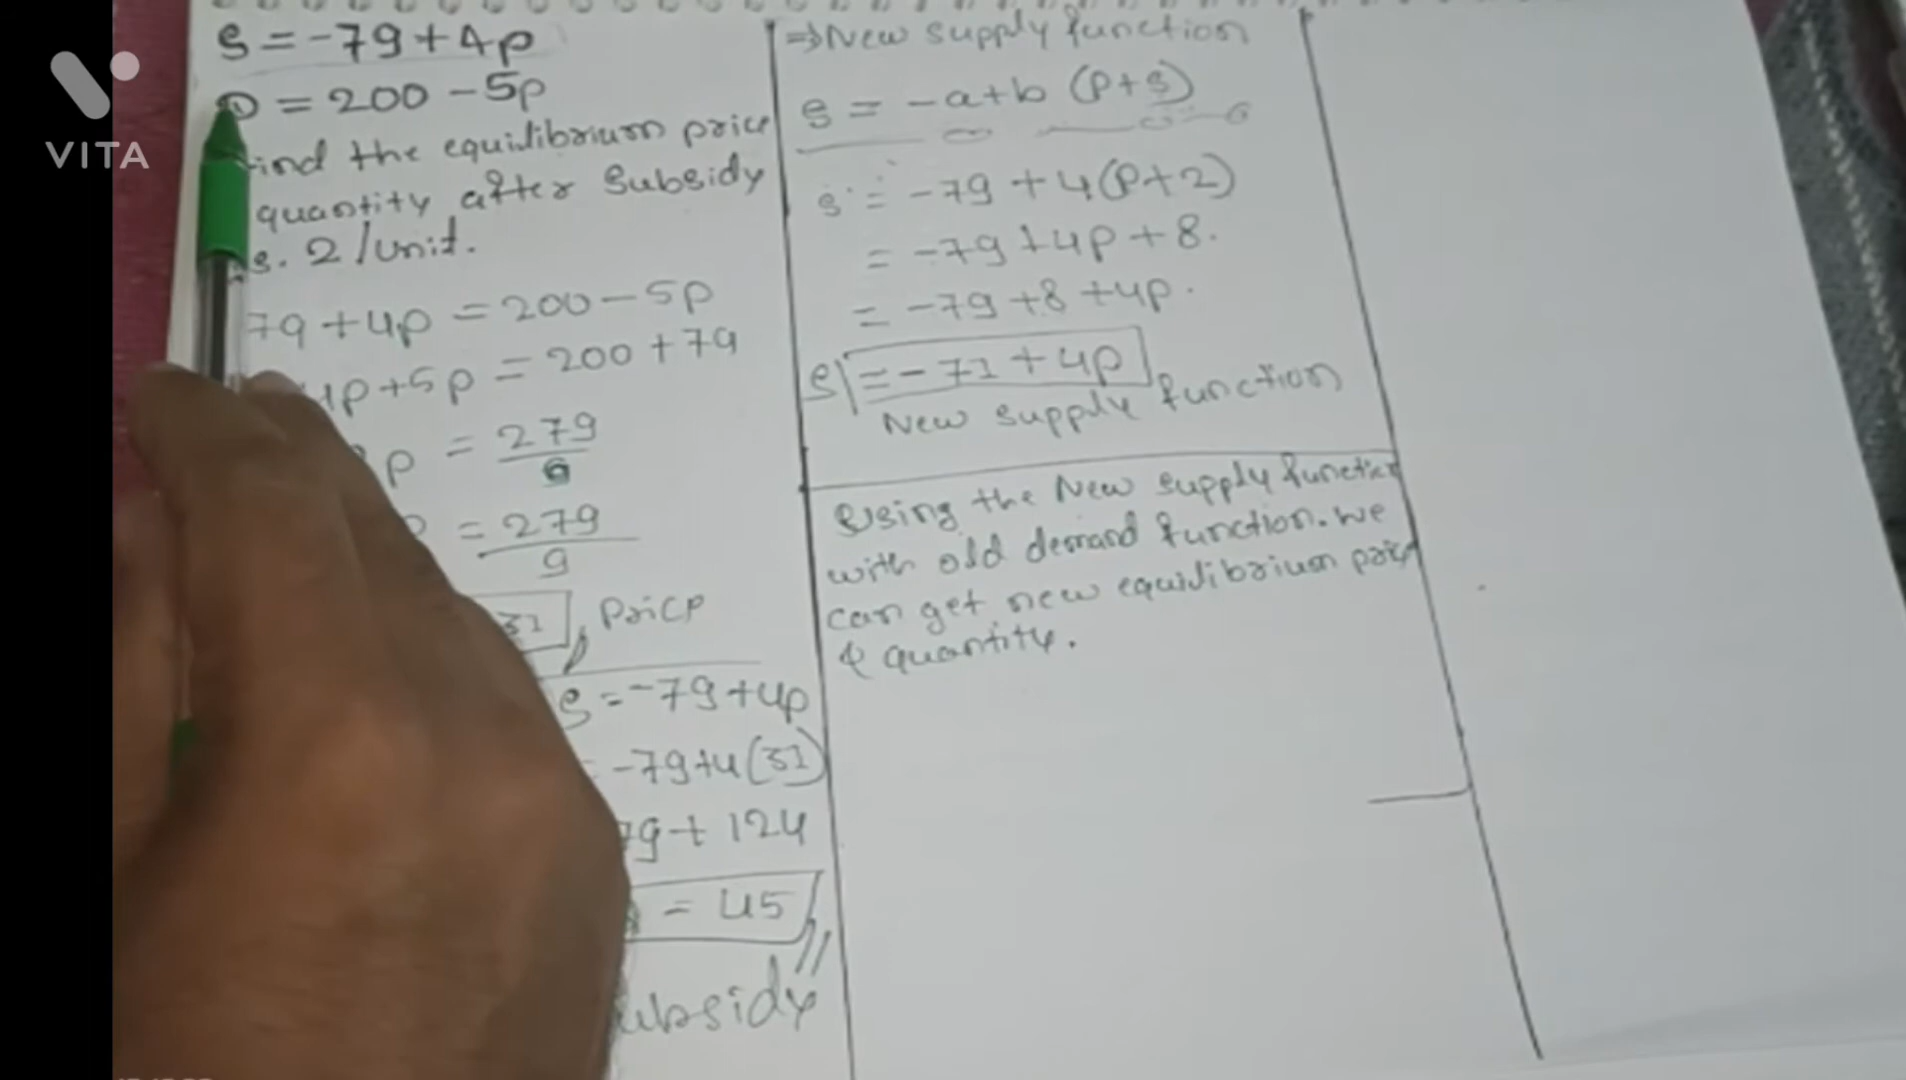 VITA
S = -79 + 4p
D = 200 - 5p
ind the equilibrium price
quantity after Subsidy
s. 2/unit.
79 + 4p = 200 - 5p
4p + 5p = 200 + 79
p = 279/9
= 279/9
31 price
S = -79 + 4p
= -79 + 4(31)
79 + 124
= 45
ubsidy
⇒ New supply function
S = -a + b (p + s)
S = -79 + 4(p + 2)
= -79 + 4p + 8.
= -79 + 8 + 4p.
S = -71 + 4p
New supply function
Using the New supply function
with old demand function. we
can get new equilibrium price
& quantity.